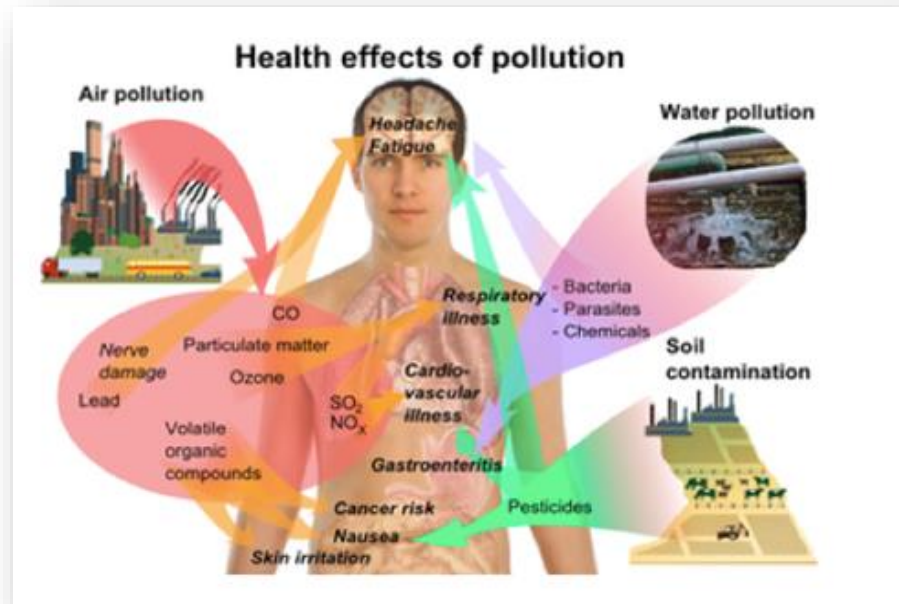 Health effects of pollution
Air pollution
Water pollution
Headache
Fatigue
Respiratory
illness
- Bacteria
- Parasites
- Chemicals
CO
Particulate matter
Nerve
damage
Ozone
Lead
SO₂
NOₓ
Volatile
organic
compounds
Cardio-
vascular
illness
Soil
contamination
Gastroenteritis
Pesticides
Cancer risk
Nausea
Skin irritation